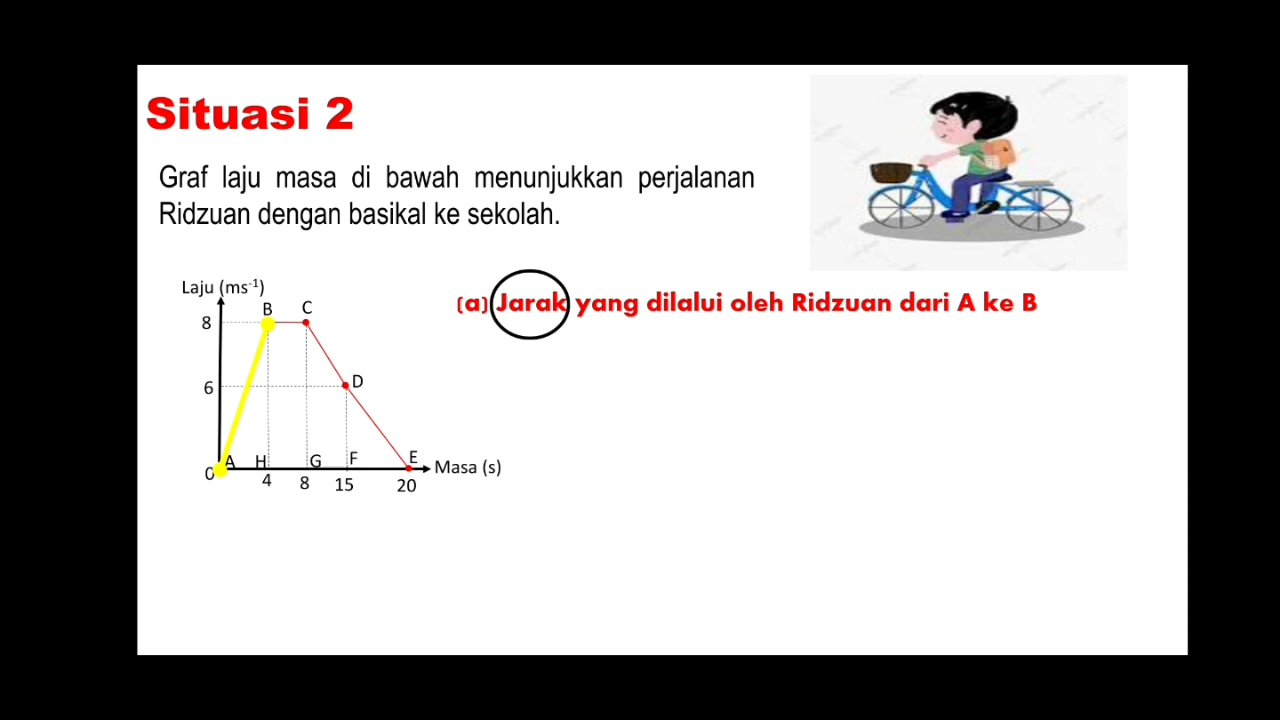 Situasi 2
Graf laju masa di bawah menunjukkan perjalanan
Ridzuan dengan basikal ke sekolah.
Laju (ms⁻¹)
(a) Jarak yang dilalui oleh Ridzuan dari A ke B
B C
8
6
D
A H G F E
0
Masa (s)
4 8 15 20